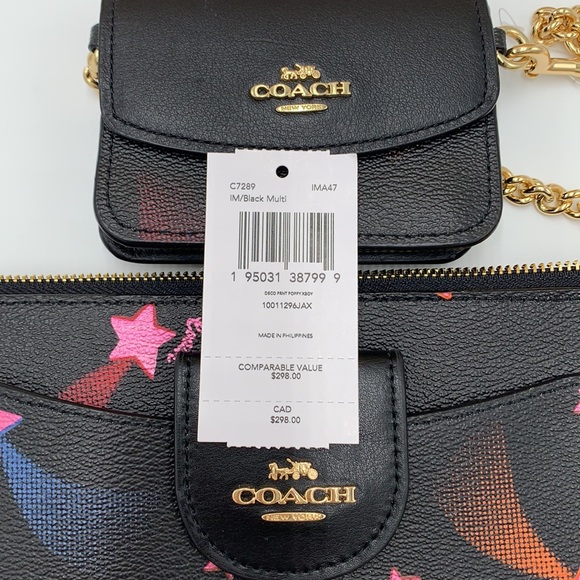 COACH
NEW YORK
C7289 IMA47
IM/Black Multi
1 95031 38799 9
DSCO PRNT POPPY XBDY
10011296JAX
MADE IN PHILIPPINES
COMPARABLE VALUE
$298.00
CAD
$298.00
COACH
NEW YORK